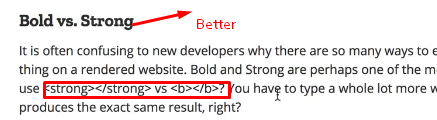 Bold vs. Strong
Better
It is often confusing to new developers why there are so many ways to
thing on a rendered website. Bold and Strong are perhaps one of the
use <strong></strong> vs <b></b>? You have to type a whole lot more
produces the exact same result, right?